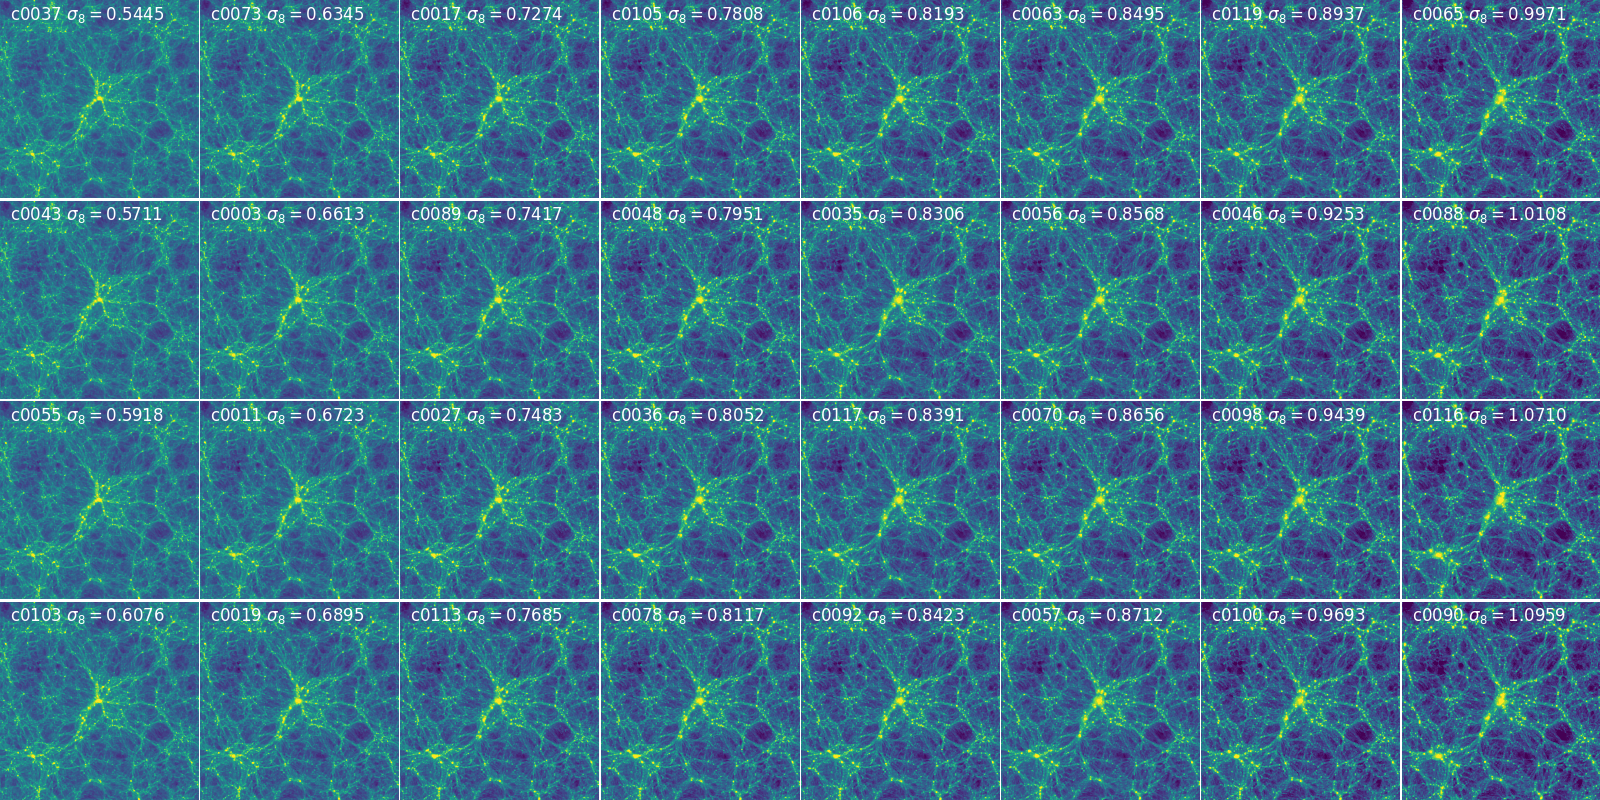 c0037 σ₈ = 0.5445
c0073 σ₈ = 0.6345
c0017 σ₈ = 0.7274
c0105 σ₈ = 0.7808
c0106 σ₈ = 0.8193
c0063 σ₈ = 0.8495
c0119 σ₈ = 0.8937
c0065 σ₈ = 0.9971
c0043 σ₈ = 0.5711
c0003 σ₈ = 0.6613
c0089 σ₈ = 0.7417
c0048 σ₈ = 0.7951
c0035 σ₈ = 0.8306
c0056 σ₈ = 0.8568
c0046 σ₈ = 0.9253
c0088 σ₈ = 1.0108
c0055 σ₈ = 0.5918
c0011 σ₈ = 0.6723
c0027 σ₈ = 0.7483
c0036 σ₈ = 0.8052
c0117 σ₈ = 0.8391
c0070 σ₈ = 0.8656
c0098 σ₈ = 0.9439
c0116 σ₈ = 1.0710
c0103 σ₈ = 0.6076
c0019 σ₈ = 0.6895
c0113 σ₈ = 0.7685
c0078 σ₈ = 0.8117
c0092 σ₈ = 0.8423
c0057 σ₈ = 0.8712
c0100 σ₈ = 0.9693
c0090 σ₈ = 1.0959